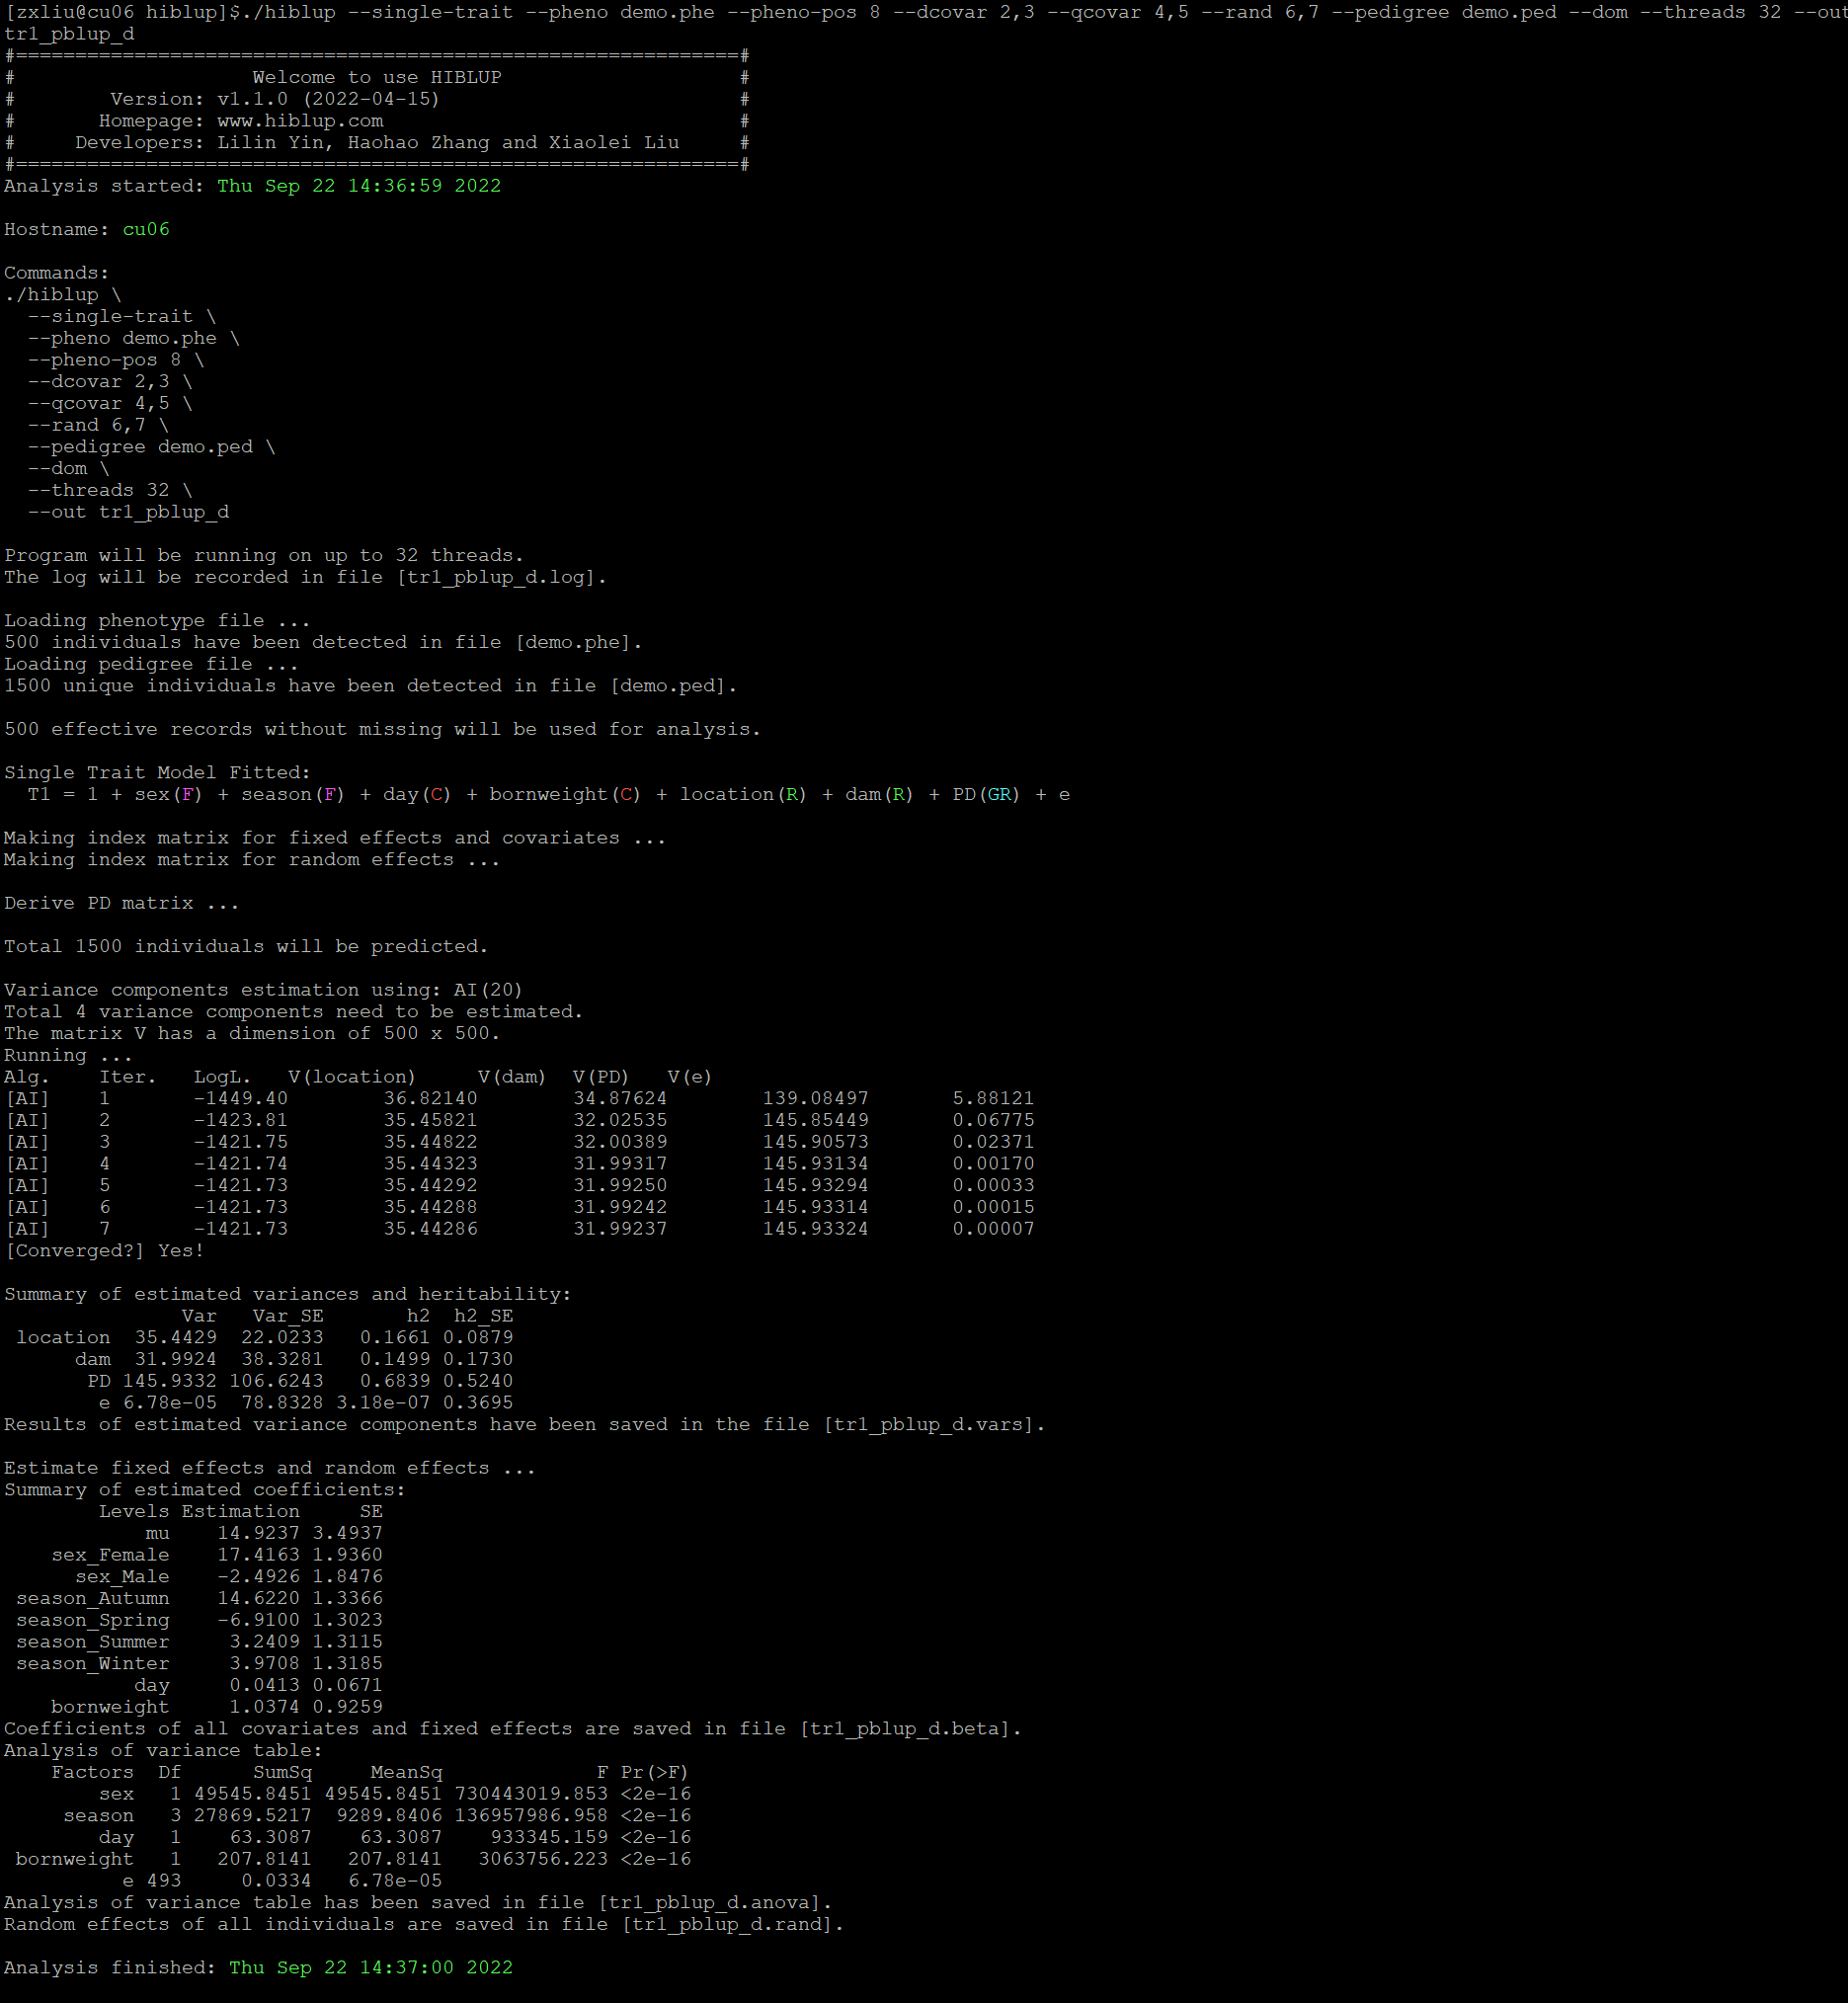 [zxliu@cu06 hiblup]$./hiblup --single-trait --pheno demo.phe --pheno-pos 8 --dcovar 2,3 --qcovar 4,5 --rand 6,7 --pedigree demo.ped --dom --threads 32 --out
tr1_pblup_d
#=============================================================#
# Welcome to use HIBLUP #
# Version: v1.1.0 (2022-04-15) #
# Homepage: www.hiblup.com #
# Developers: Lilin Yin, Haohao Zhang and Xiaolei Liu #
#=============================================================#
Analysis started: Thu Sep 22 14:36:59 2022
Hostname: cu06
Commands:
./hiblup \
--single-trait \
--pheno demo.phe \
--pheno-pos 8 \
--dcovar 2,3 \
--qcovar 4,5 \
--rand 6,7 \
--pedigree demo.ped \
--dom \
--threads 32 \
--out tr1_pblup_d
Program will be running on up to 32 threads.
The log will be recorded in file [tr1_pblup_d.log].
Loading phenotype file ...
500 individuals have been detected in file [demo.phe].
Loading pedigree file ...
1500 unique individuals have been detected in file [demo.ped].
500 effective records without missing will be used for analysis.
Single Trait Model Fitted:
T1 = 1 + sex(F) + season(F) + day(C) + bornweight(C) + location(R) + dam(R) + PD(GR) + e
Making index matrix for fixed effects and covariates ...
Making index matrix for random effects ...
Derive PD matrix ...
Total 1500 individuals will be predicted.
Variance components estimation using: AI(20)
Total 4 variance components need to be estimated.
The matrix V has a dimension of 500 x 500.
Running ...
Alg. Iter. LogL. V(location) V(dam) V(PD) V(e)
[AI] 1 -1449.40 36.82140 34.87624 139.08497 5.88121
[AI] 2 -1423.81 35.45821 32.02535 145.85449 0.06775
[AI] 3 -1421.75 35.44822 32.00389 145.90573 0.02371
[AI] 4 -1421.74 35.44323 31.99317 145.93134 0.00170
[AI] 5 -1421.73 35.44292 31.99250 145.93294 0.00033
[AI] 6 -1421.73 35.44288 31.99242 145.93314 0.00015
[AI] 7 -1421.73 35.44286 31.99237 145.93324 0.00007
[Converged?] Yes!
Summary of estimated variances and heritability:
Var Var_SE h2 h2_SE
location 35.4429 22.0233 0.1661 0.0879
dam 31.9924 38.3281 0.1499 0.1730
PD 145.9332 106.6243 0.6839 0.5240
e 6.78e-05 78.8328 3.18e-07 0.3695
Results of estimated variance components have been saved in the file [tr1_pblup_d.vars].
Estimate fixed effects and random effects ...
Summary of estimated coefficients:
Levels Estimation SE
mu 14.9237 3.4937
sex_Female 17.4163 1.9360
sex_Male -2.4926 1.8476
season_Autumn 14.6220 1.3366
season_Spring -6.9100 1.3023
season_Summer 3.2409 1.3115
season_Winter 3.9708 1.3185
day 0.0413 0.0671
bornweight 1.0374 0.9259
Coefficients of all covariates and fixed effects are saved in file [tr1_pblup_d.beta].
Analysis of variance table:
Factors Df SumSq MeanSq F Pr(>F)
sex 1 49545.8451 49545.8451 730443019.853 <2e-16
season 3 27869.5217 9289.8406 136957986.958 <2e-16
day 1 63.3087 63.3087 933345.159 <2e-16
bornweight 1 207.8141 207.8141 3063756.223 <2e-16
e 493 0.0334 6.78e-05
Analysis of variance table has been saved in file [tr1_pblup_d.anova].
Random effects of all individuals are saved in file [tr1_pblup_d.rand].
Analysis finished: Thu Sep 22 14:37:00 2022